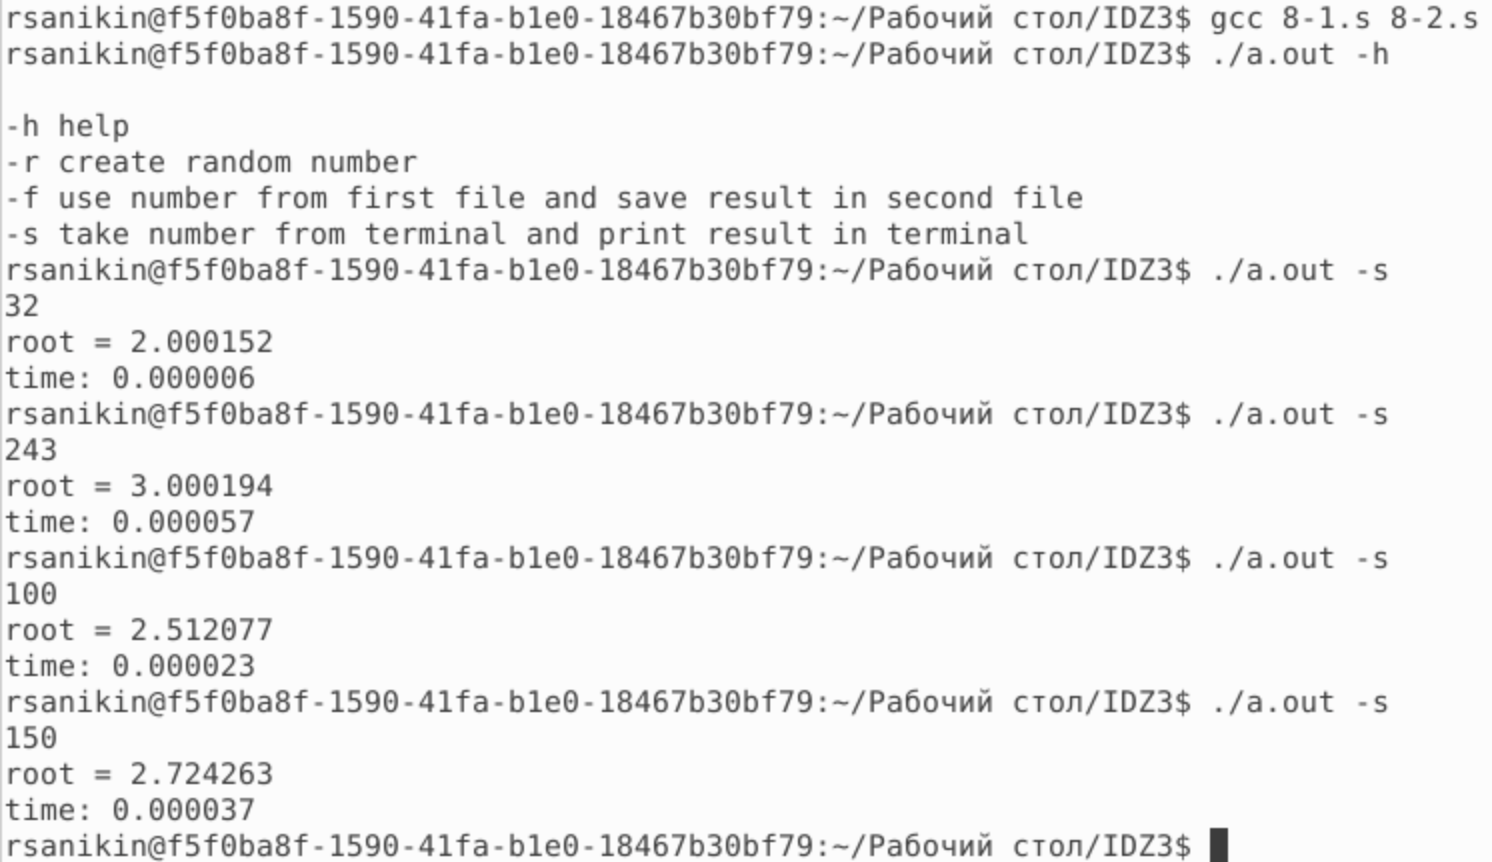 rsanikin@f5f0ba8f-1590-41fa-b1e0-18467b30bf79:~/Рабочий стол/IDZ3$ gcc 8-1.s 8-2.s
rsanikin@f5f0ba8f-1590-41fa-b1e0-18467b30bf79:~/Рабочий стол/IDZ3$ ./a.out -h
-h help
-r create random number
-f use number from first file and save result in second file
-s take number from terminal and print result in terminal
rsanikin@f5f0ba8f-1590-41fa-b1e0-18467b30bf79:~/Рабочий стол/IDZ3$ ./a.out -s
32
root = 2.000152
time: 0.000006
rsanikin@f5f0ba8f-1590-41fa-b1e0-18467b30bf79:~/Рабочий стол/IDZ3$ ./a.out -s
243
root = 3.000194
time: 0.000057
rsanikin@f5f0ba8f-1590-41fa-b1e0-18467b30bf79:~/Рабочий стол/IDZ3$ ./a.out -s
100
root = 2.512077
time: 0.000023
rsanikin@f5f0ba8f-1590-41fa-b1e0-18467b30bf79:~/Рабочий стол/IDZ3$ ./a.out -s
150
root = 2.724263
time: 0.000037
rsanikin@f5f0ba8f-1590-41fa-b1e0-18467b30bf79:~/Рабочий стол/IDZ3$